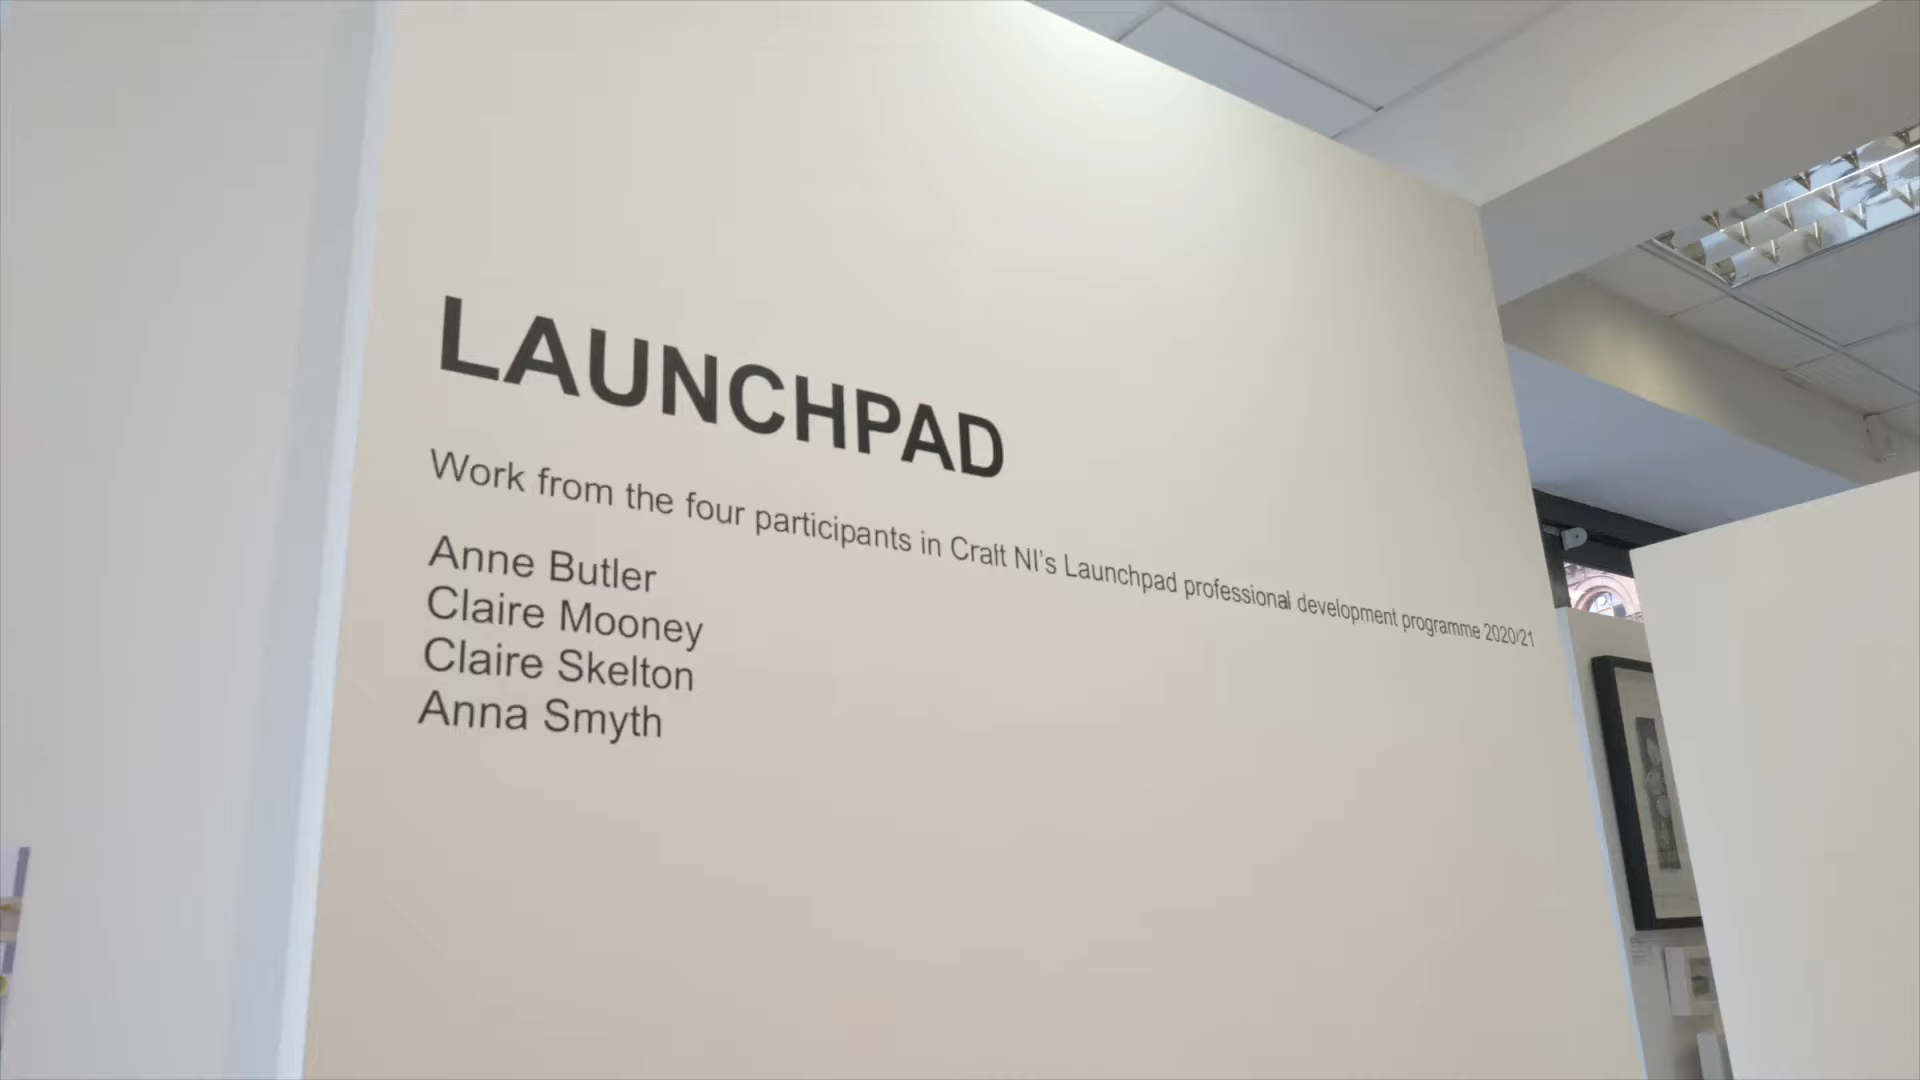 LAUNCHPAD
Work from the four participants in Craft NI's Launchpad professional development programme 2020/21
Anne Butler
Claire Mooney
Claire Skelton
Anna Smyth